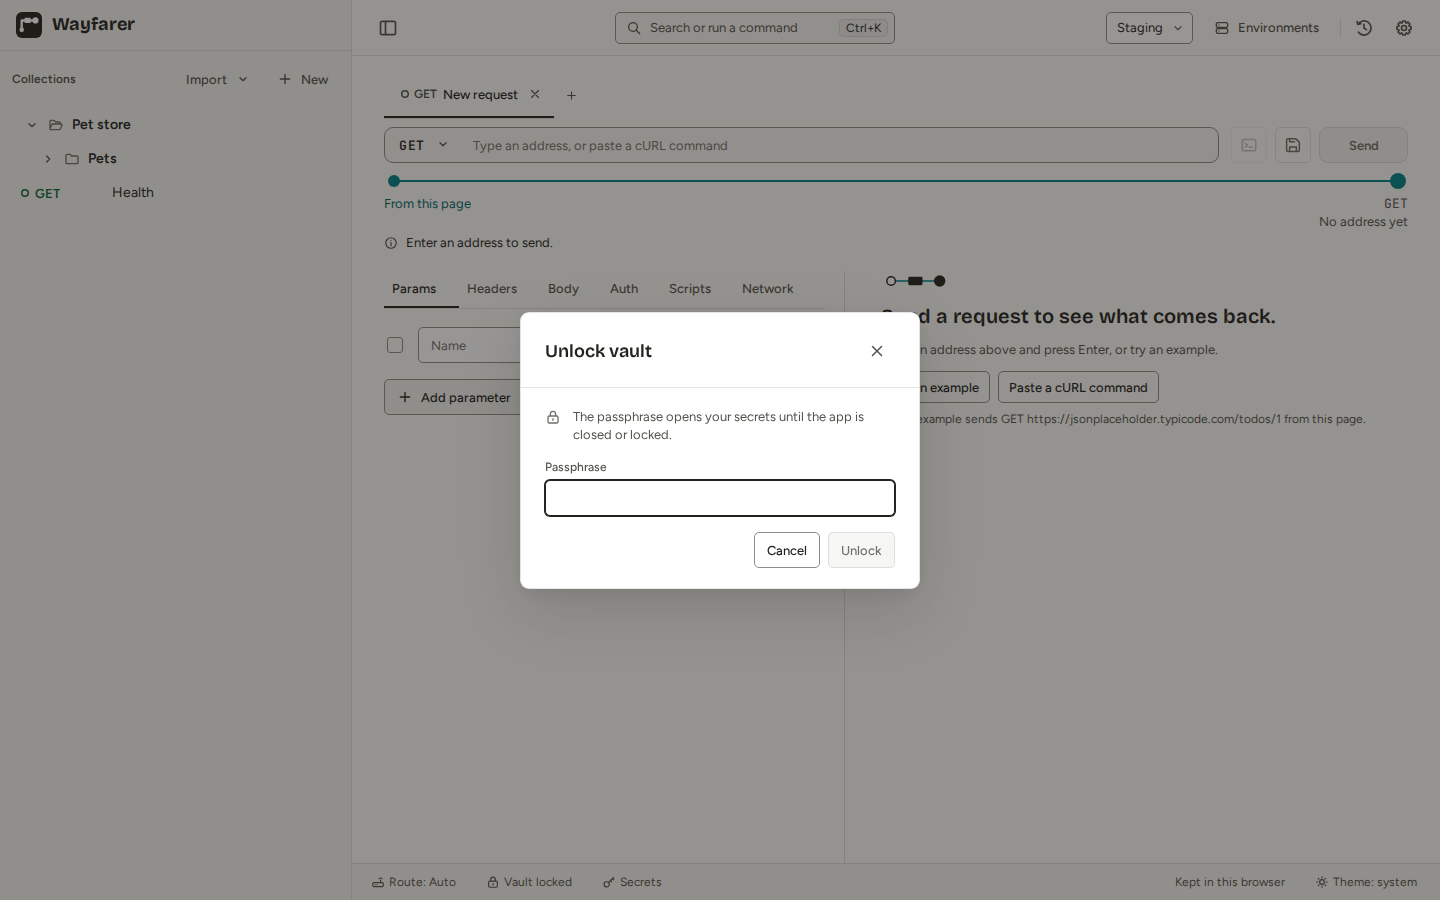 Wayfarer
Search or run a command
Ctrl+K
Staging
Environments
Collections
Import
New
GET New request
Pet store
Pets
GET Health
GET
Type an address, or paste a cURL command
Send
From this page
GET
No address yet
Enter an address to send.
Params
Headers
Body
Auth
Scripts
Network
d a request to see what comes back.
Name
n address above and press Enter, or try an example.
Add parameter
n example
Paste a cURL command
example sends GET https://jsonplaceholder.typicode.com/todos/1 from this page.
Unlock vault
The passphrase opens your secrets until the app is
closed or locked.
Passphrase
Cancel
Unlock
Route: Auto
Vault locked
Secrets
Kept in this browser
Theme: system